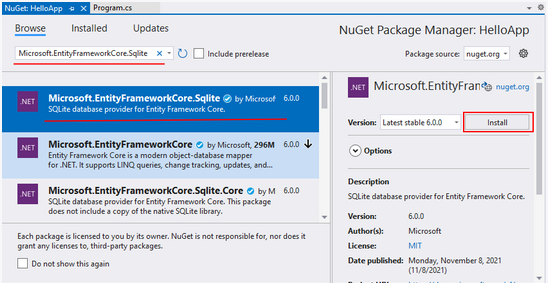 NuGet: HelloApp
Program.cs
Browse
Installed
Updates
NuGet Package Manager: HelloApp
Microsoft.EntityFrameworkCore.Sqlite
Include prerelease
Package source: nuget.org
.NET
Microsoft.EntityFrameworkCore.Sqlite by Microsof 6.0.0
SQLite database provider for Entity Framework Core.
.NET
Microsoft.EntityFrameworkCore by Microsoft, 296M 6.0.0
Entity Framework Core is a modern object-database mapper
for .NET. It supports LINQ queries, change tracking, updates, and...
.NET
Microsoft.EntityFrameworkCore.Sqlite.Core by M 6.0.0
SQLite database provider for Entity Framework Core. This package
does not include a copy of the native SQLite library.
Each package is licensed to you by its owner. NuGet is not responsible, nor does it
grant any licenses to, third-party packages.
Do not show this again
.NET
Microsoft.EntityFram
nuget.org
Version:
Latest stable 6.0.0
Install
Options
Description
SQLite database provider for Entity Framework Core.
Version: 6.0.0
Author(s): Microsoft
License: MIT
Date published: Monday, November 8, 2021
(11/8/2021)